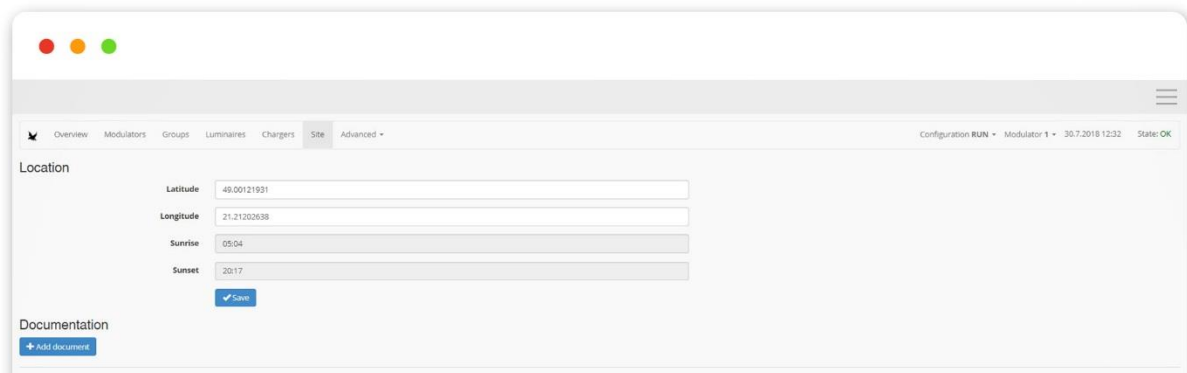 Overview Modulators Groups Luminaires Chargers Site Advanced Configuration RUN Modulator 1 30.7.2018 12:32 State: OK
Location
Latitude 49.00121931
Longitude 21.21202638
Sunrise 05:04
Sunset 20:17
Save
Documentation
+ Add document